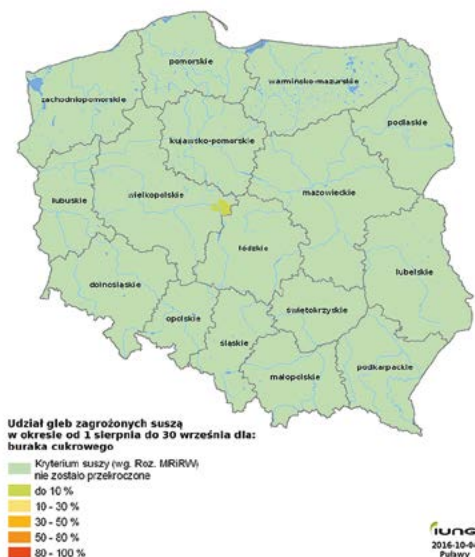 pomorskie
warmińsko-mazurskie
zachodniopomorskie
podlaskie
kujawsko-pomorskie
wielkopolskie
mazowieckie
lubuskie
łódzkie
lubelskie
dolnośląskie
świętokrzyskie
opolskie
śląskie
podkarpackie
małopolskie
Udział gleb zagrożonych suszą
w okresie od 1 sierpnia do 30 września dla:
buraka cukrowego
Kryterium suszy (wg. Roz. MRiRW)
nie zostało przekroczone
do 10 %
10 - 30 %
30 - 50 %
50 - 80 %
80 - 100 %
IUNG
Puławy